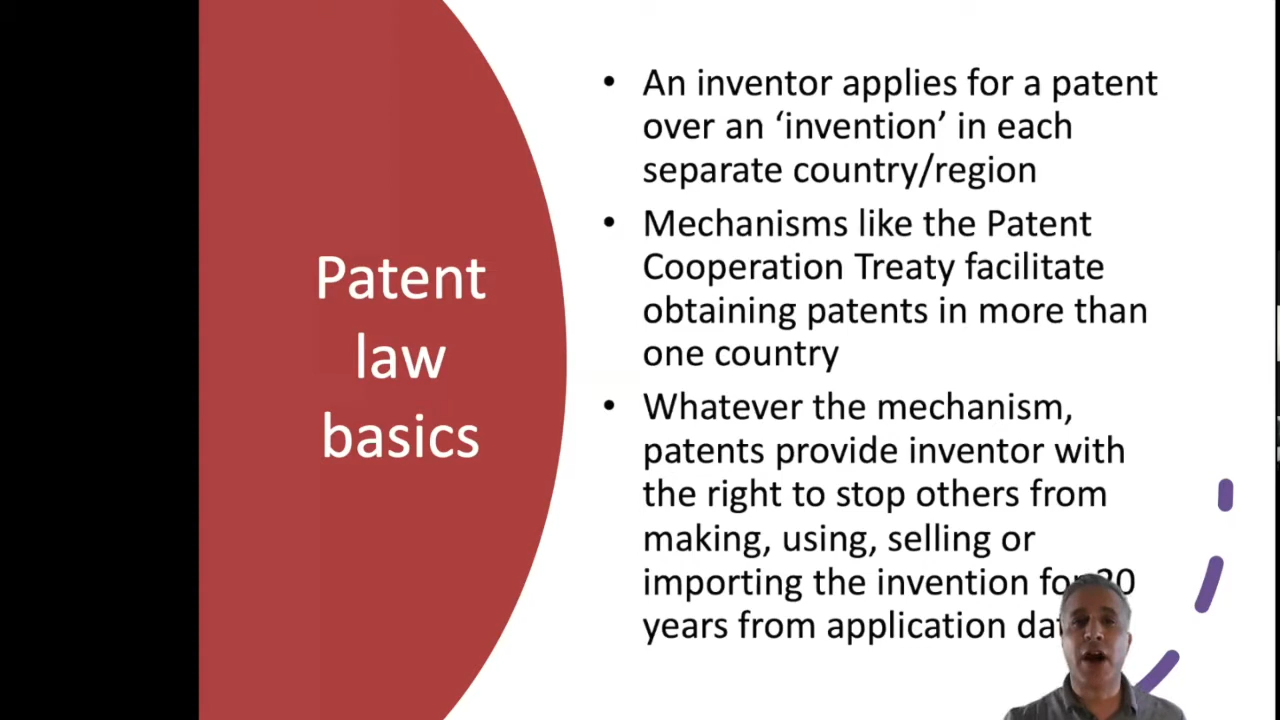 Patent
law
basics
• An inventor applies for a patent
over an ‘invention’ in each
separate country/region
• Mechanisms like the Patent
Cooperation Treaty facilitate
obtaining patents in more than
one country
• Whatever the mechanism,
patents provide inventor with
the right to stop others from
making, using, selling or
importing the invention for 20
years from application